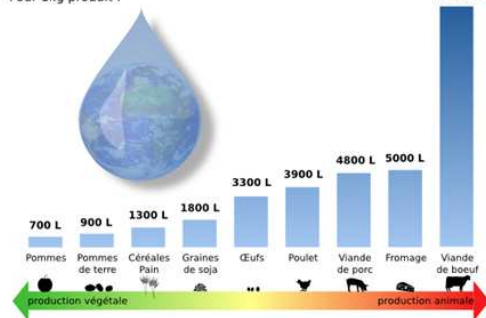 Pour 1kg produit :
700 L
900 L
1300 L
1800 L
3300 L
3900 L
4800 L
5000 L
Pommes
Pommes
de terre
Céréales
Pain
Graines
de soja
Œufs
Poulet
Viande
de porc
Fromage
Viande
de boeuf
production végétale
production animale